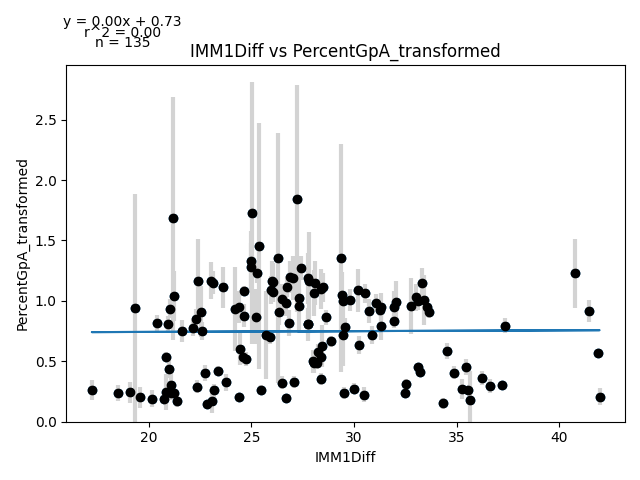 y = 0.00x + 0.73
r^2 = 0.00
n = 135
IMM1Diff vs PercentGpA_transformed
PercentGpA_transformed
2.5
2.0
1.5
1.0
0.5
0.0
20 25 30 35 40
IMM1Diff